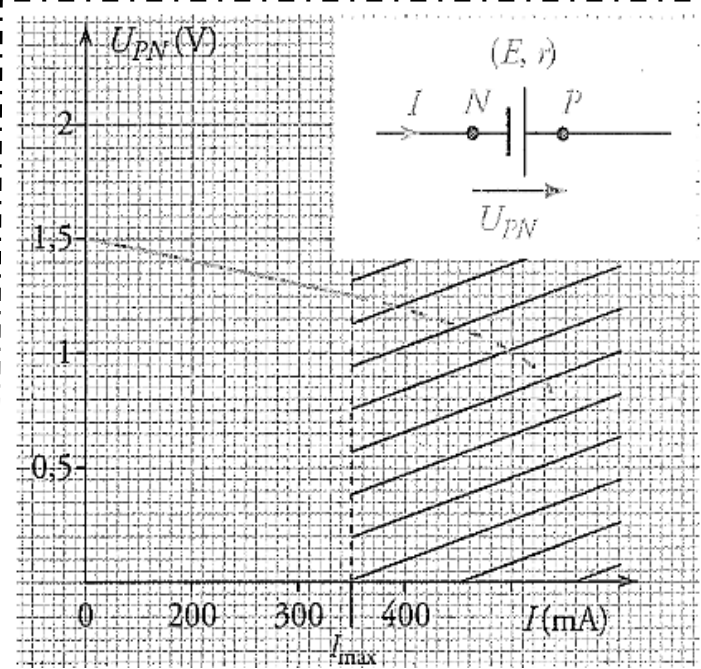 U_PN (V)
(E, r)
I N P
U_PN
2
1,5
1
0,5
0 200 300 400 I (mA)
I_max